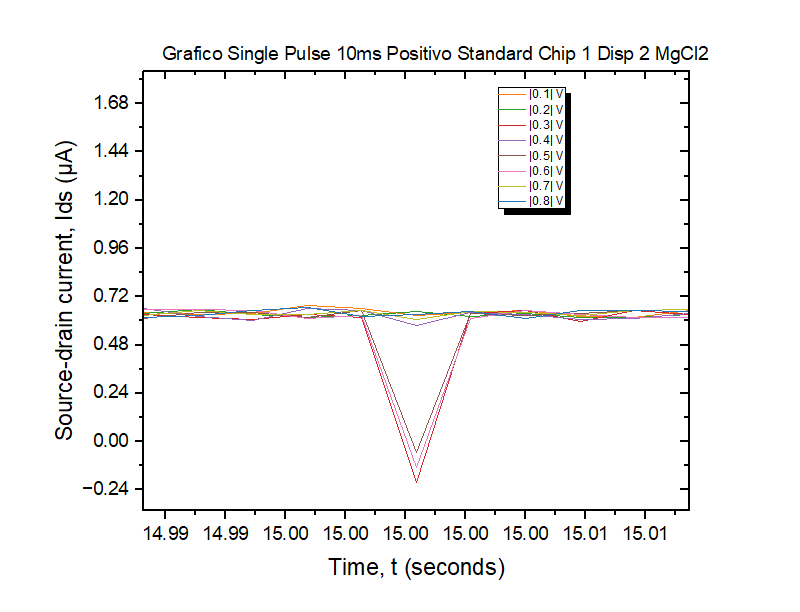 Grafico Single Pulse 10ms Positivo Standard Chip 1 Disp 2 MgCl2
|0.1| V
|0.2| V
|0.3| V
|0.4| V
|0.5| V
|0.6| V
|0.7| V
|0.8| V
1.68
1.44
1.20
0.96
0.72
0.48
0.24
0.00
−0.24
Source-drain current, Ids (µA)
14.99 14.99 15.00 15.00 15.00 15.00 15.00 15.01 15.01
Time, t (seconds)